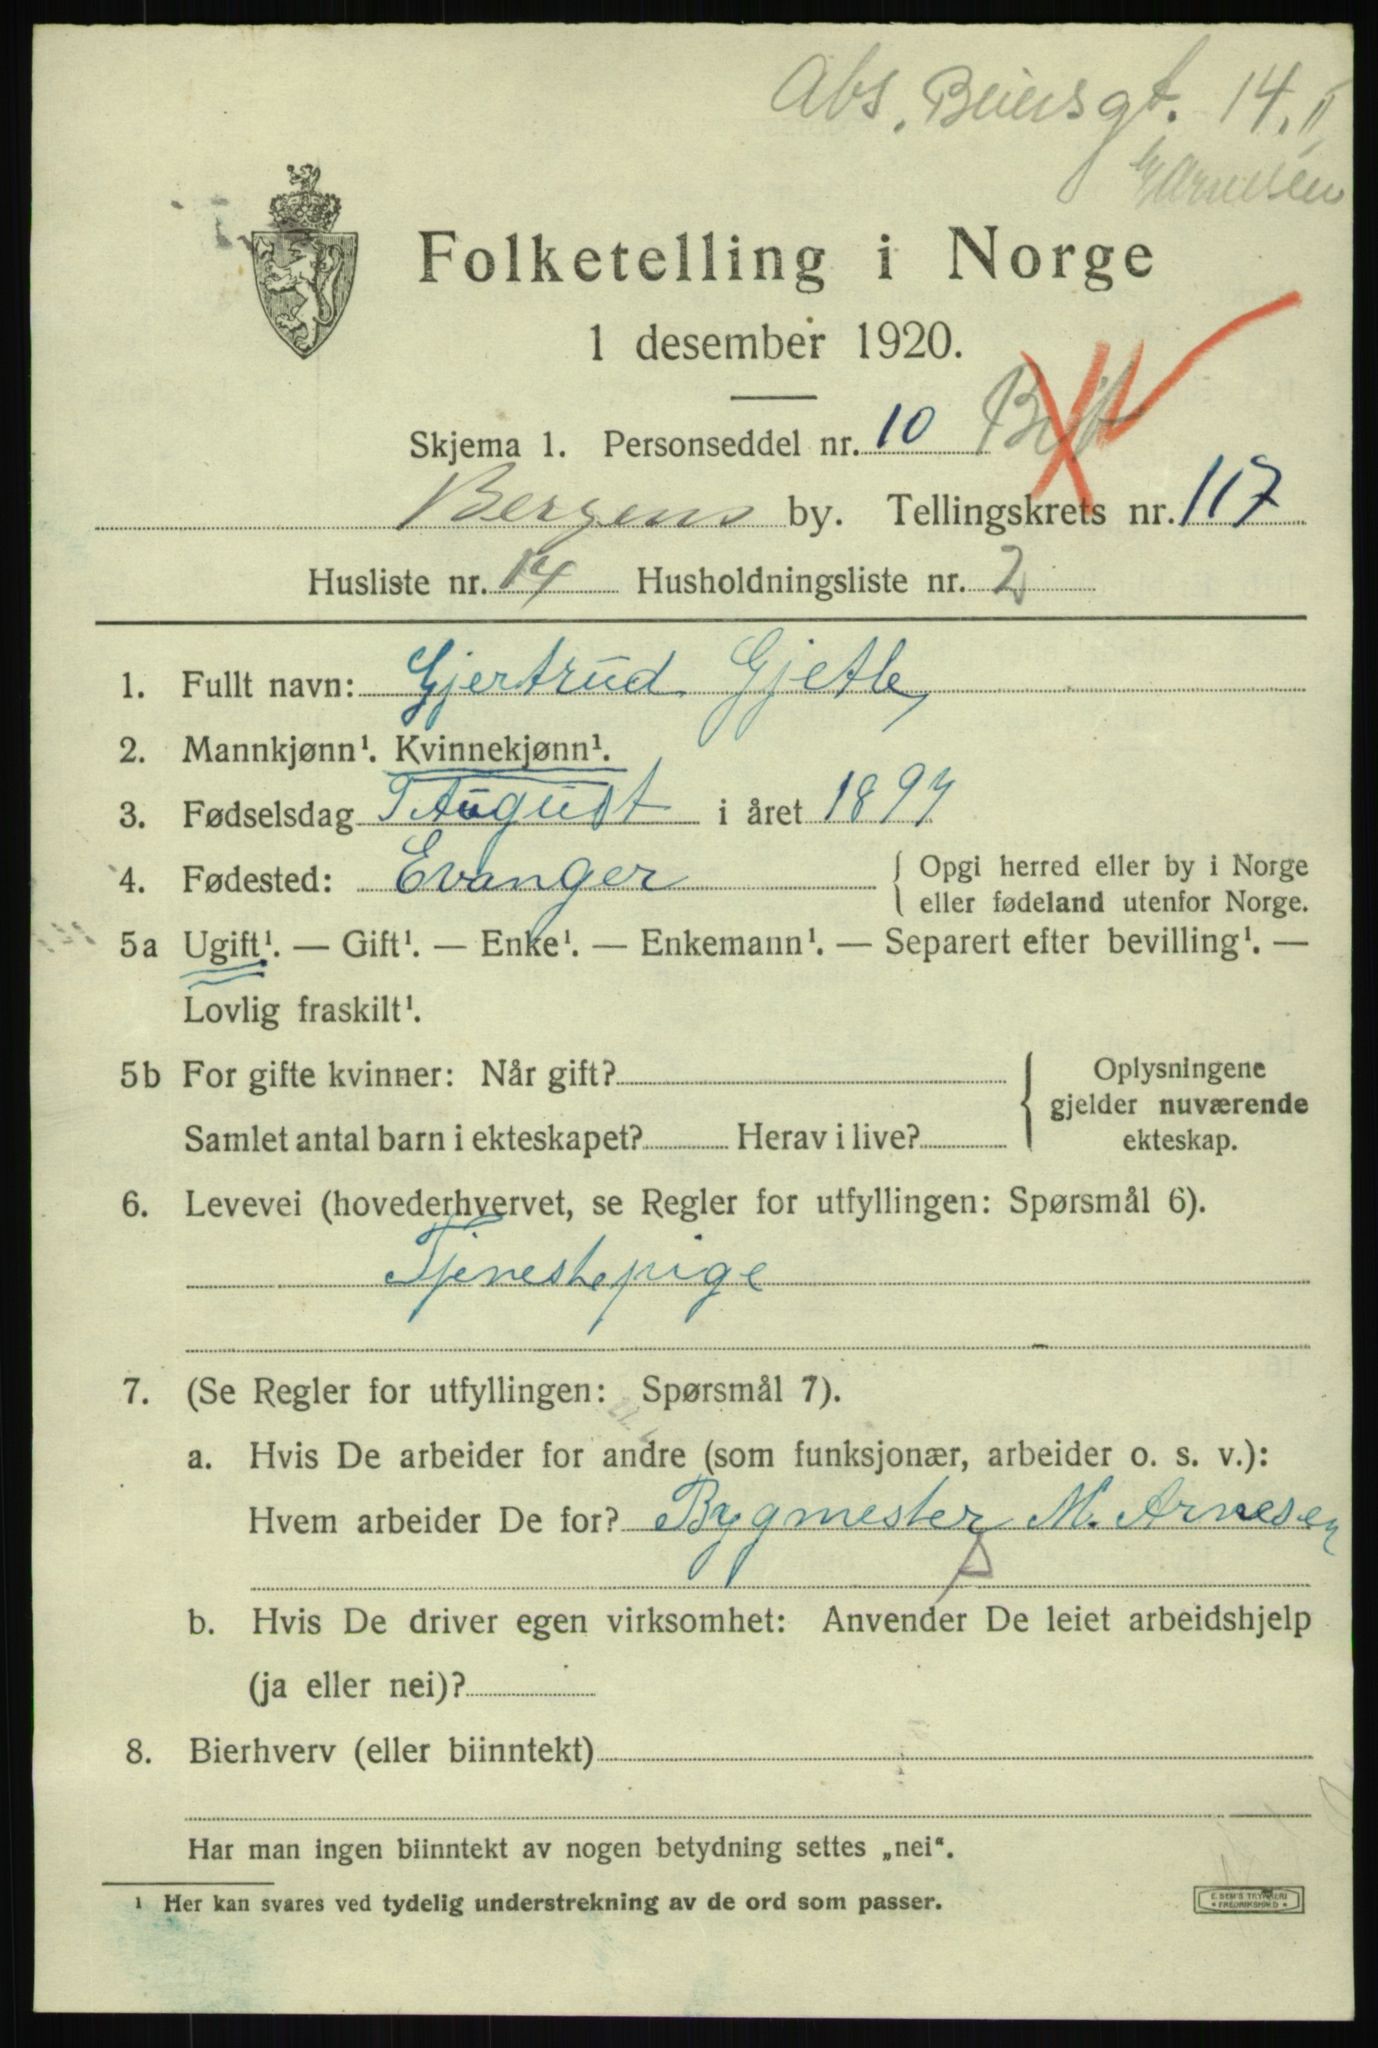 Abs. Beiersgt. 14. II
Arnesen
Folketelling i Norge
1 desember 1920.
Skjema 1. Personseddel nr. 10
Bergens by. Tellingskrets nr. 117
Husliste nr. 14 Husholdningsliste nr. 2
1. Fullt navn: Gjertrud Gjetle
2. Mannkjønn¹. Kvinnekjønn¹.
3. Fødselsdag August i året 1897
4. Fødested: Evanger { Opgi herred eller by i Norge
eller fødeland utenfor Norge.
5a Ugift¹. — Gift¹. — Enke¹. — Enkemann¹. — Separert efter bevilling¹. —
Lovlig fraskilt¹.
5b For gifte kvinner: Når gift? { Oplysningene
gjelder nuværende
Samlet antal barn i ekteskapet? Herav i live? ekteskap.
6. Levevei (hovederhvervet, se Regler for utfyllingen: Spørsmål 6).
Tjenestepige
7. (Se Regler for utfyllingen: Spørsmål 7).
a. Hvis De arbeider for andre (som funksjonær, arbeider o. s. v.):
Hvem arbeider De for? Bygmester M. Arnesen
b. Hvis De driver egen virksomhet: Anvender De leiet arbeidshjelp
(ja eller nei)?
8. Bierhverv (eller biinntekt)
Har man ingen biinntekt av nogen betydning settes „nei“.
¹ Her kan svares ved tydelig understrekning av de ord som passer.
E. SEM'S TRYKKERI
* FREDRIKSHALD *